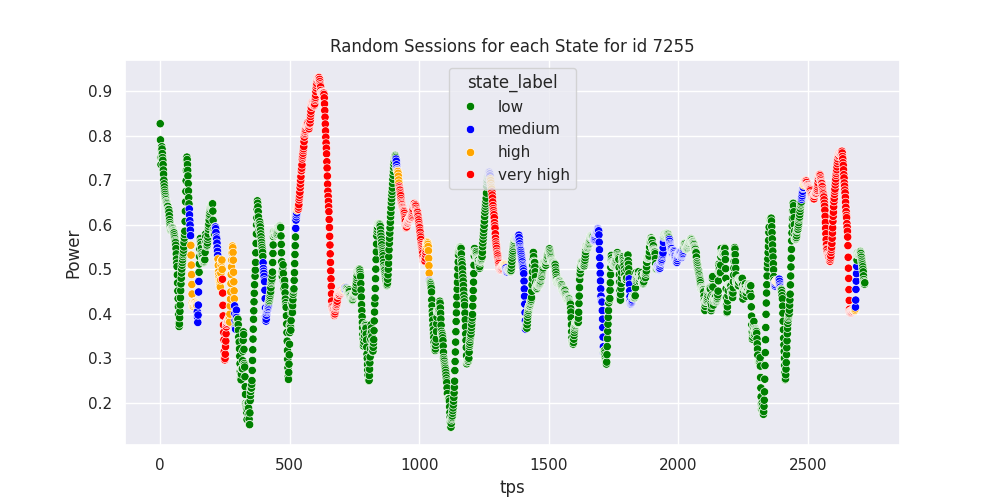 Random Sessions for each State for id 7255
state_label
low
medium
high
very high
Power
0.9
0.8
0.7
0.6
0.5
0.4
0.3
0.2
0
500
1000
1500
2000
2500
tps